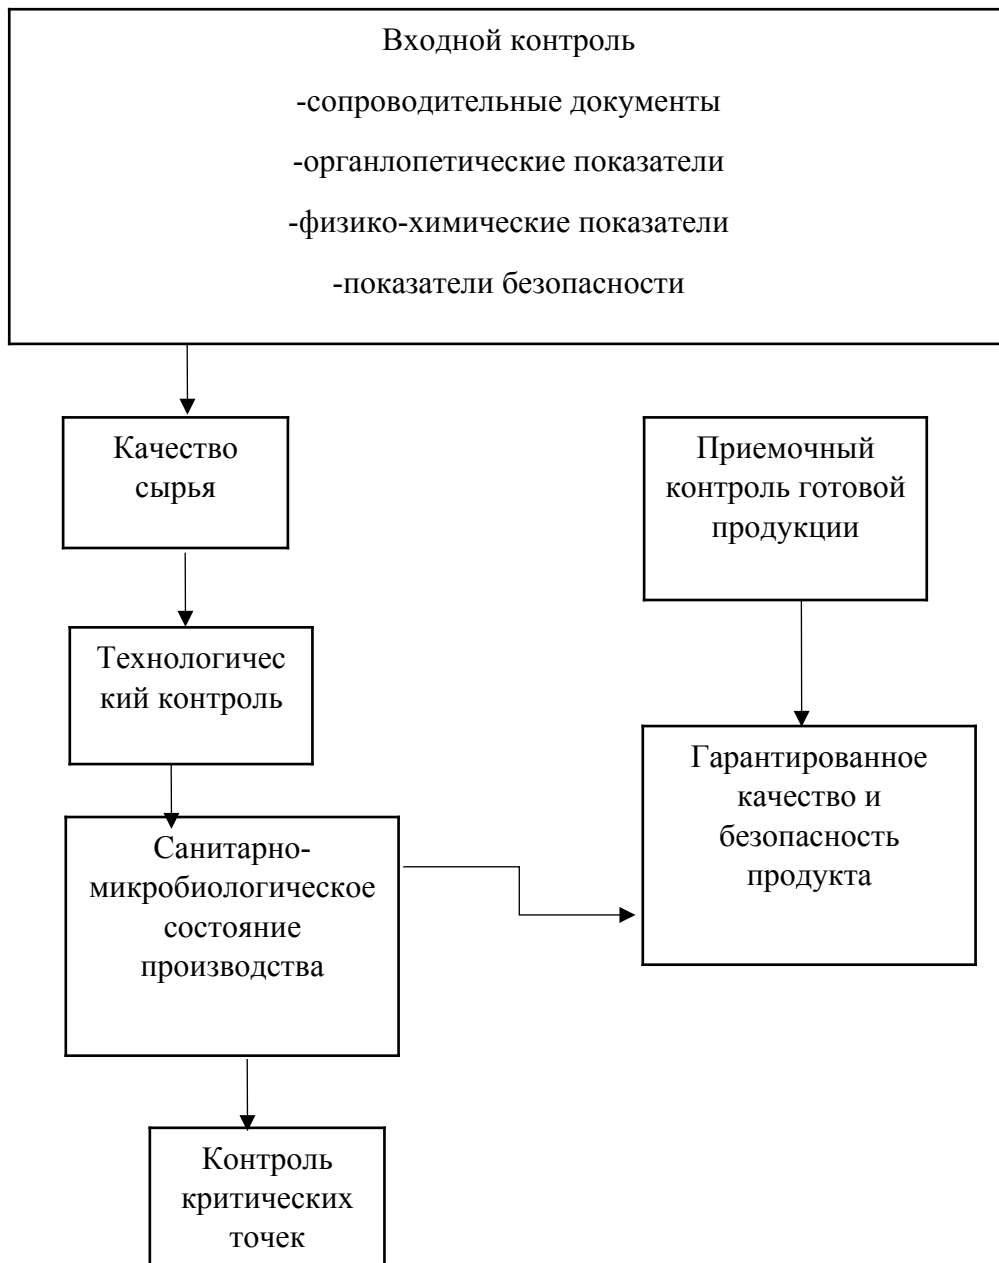 Входной контроль
-сопроводительные документы
-органлопетические показатели
-физико-химические показатели
-показатели безопасности
Качество
сырья
Приемочный
контроль готовой
продукции
Технологичес
кий контроль
Гарантированное
качество и
безопасность
продукта
Санитарно-
микробиологическое
состояние
производства
Контроль
критических
точек